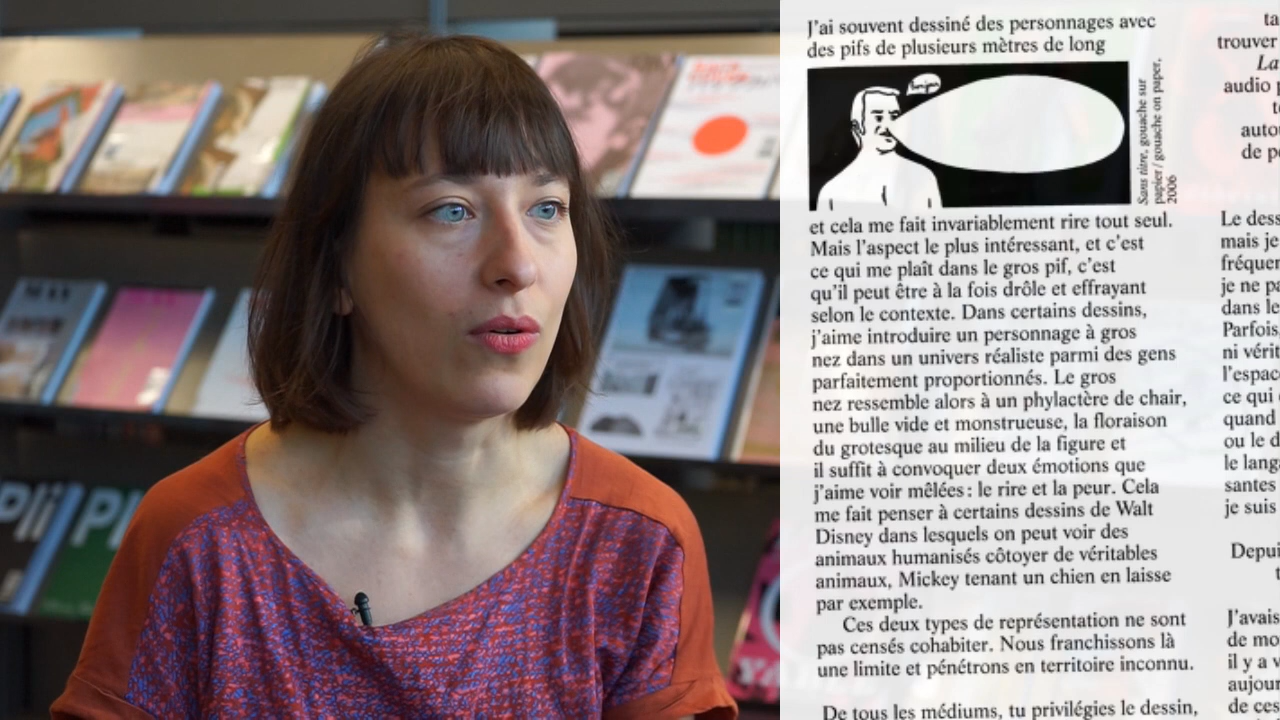 J'ai souvent dessiné des personnages avec
des pifs de plusieurs mètres de long
Bonjour
Sans titre, gouache sur
papier / gouache on paper,
2006
et cela me fait invariablement rire tout seul.
Mais l'aspect le plus intéressant, et c'est
ce qui me plaît dans le gros pif, c'est
qu'il peut être à la fois drôle et effrayant
selon le contexte. Dans certains dessins,
j'aime introduire un personnage à gros
nez dans un univers réaliste parmi des gens
parfaitement proportionnés. Le gros
nez ressemble alors à un phylactère de chair,
une bulle vide et monstrueuse, la floraison
du grotesque au milieu de la figure et
il suffit à convoquer deux émotions que
j'aime voir mêlées : le rire et la peur. Cela
me fait penser à certains dessins de Walt
Disney dans lesquels on peut voir des
animaux humanisés côtoyer de véritables
animaux, Mickey tenant un chien en laisse
par exemple.
Ces deux types de représentation ne sont
pas censés cohabiter. Nous franchissons là
une limite et pénétrons en territoire inconnu.
De tous les médiums, tu privilégies le dessin,
ta
trouver
La
audio p
t
auto
de p
Le dess
mais je
fréquer
je ne pa
dans le
Parfois
ni vérit
l'espac
ce qui
quand
ou le d
le lang
santes
je suis
Depui
t
J'avais
de mo
il y a v
aujour
de ces
Pli